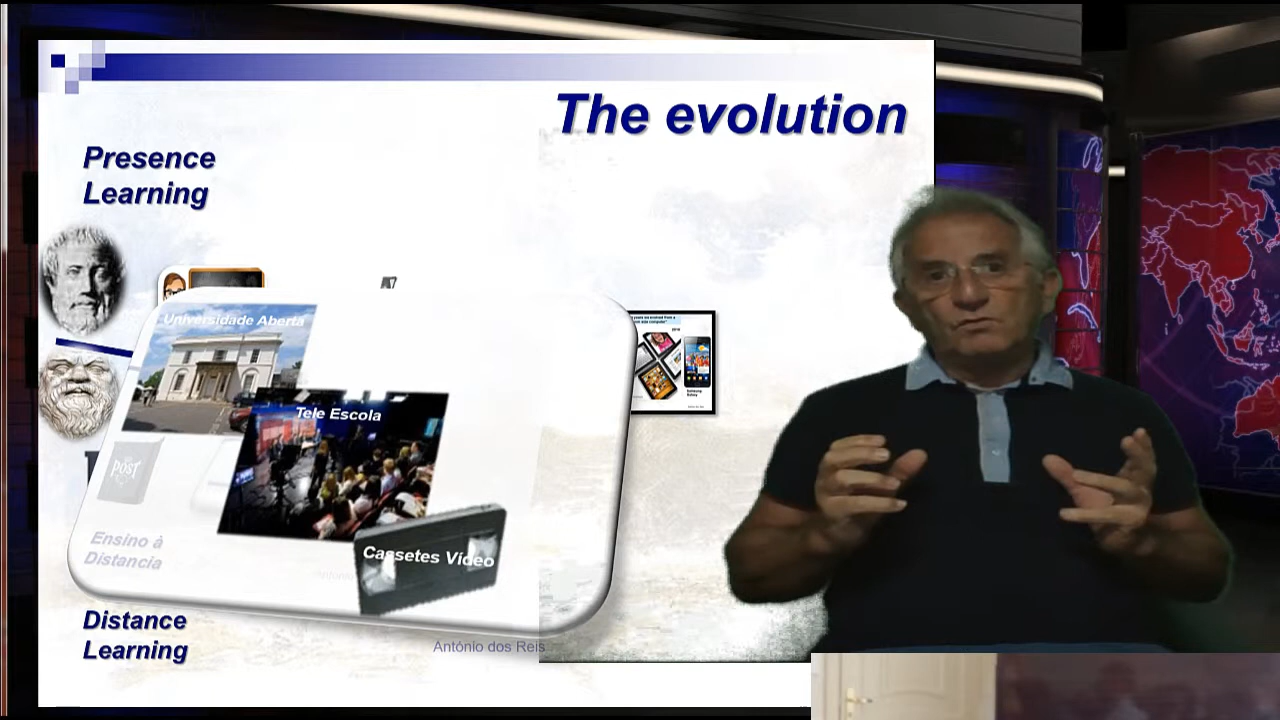 The evolution
Presence
Learning
Universidade Aberta
Tele Escola
POST
Cassetes Vídeo
Ensino à
Distancia
Distance
Learning
António dos Reis